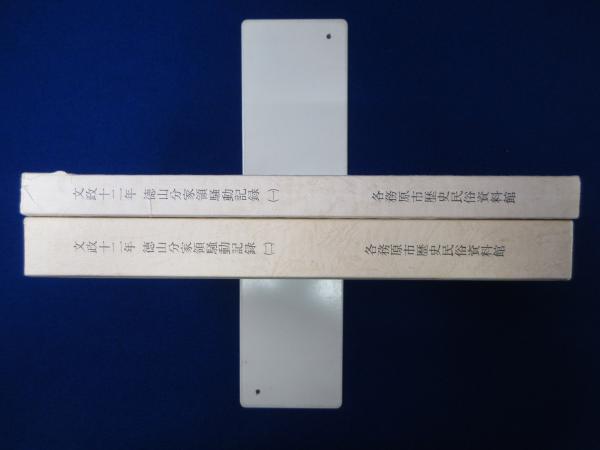 文政十二年 徳山分家領騒動記録 (一) 各務原市歴史民俗資料館
文政十二年 徳山分家領騒動記録 (二) 各務原市歴史民俗資料館